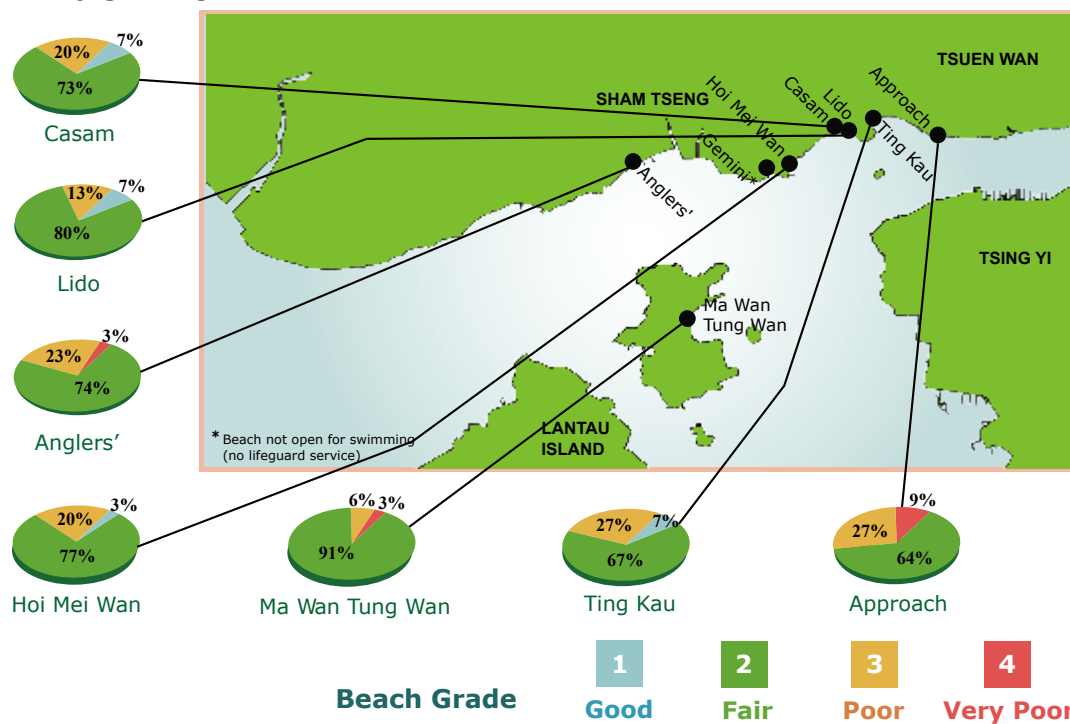 20%
7%
73%
Casam
13%
7%
80%
Lido
23%
3%
74%
Anglers’
20%
3%
77%
Hoi Mei Wan
6%
3%
91%
Ma Wan Tung Wan
27%
7%
67%
Ting Kau
27%
9%
64%
Approach
TSUEN WAN
SHAM TSENG
Hoi Mei Wan
Casam
Lido
Approach
Ting Kau
Gemini*
Anglers’
TSING YI
Ma Wan
Tung Wan
LANTAU
ISLAND
* Beach not open for swimming
(no lifeguard service)
Beach Grade
1
Good
2
Fair
3
Poor
4
Very Poor